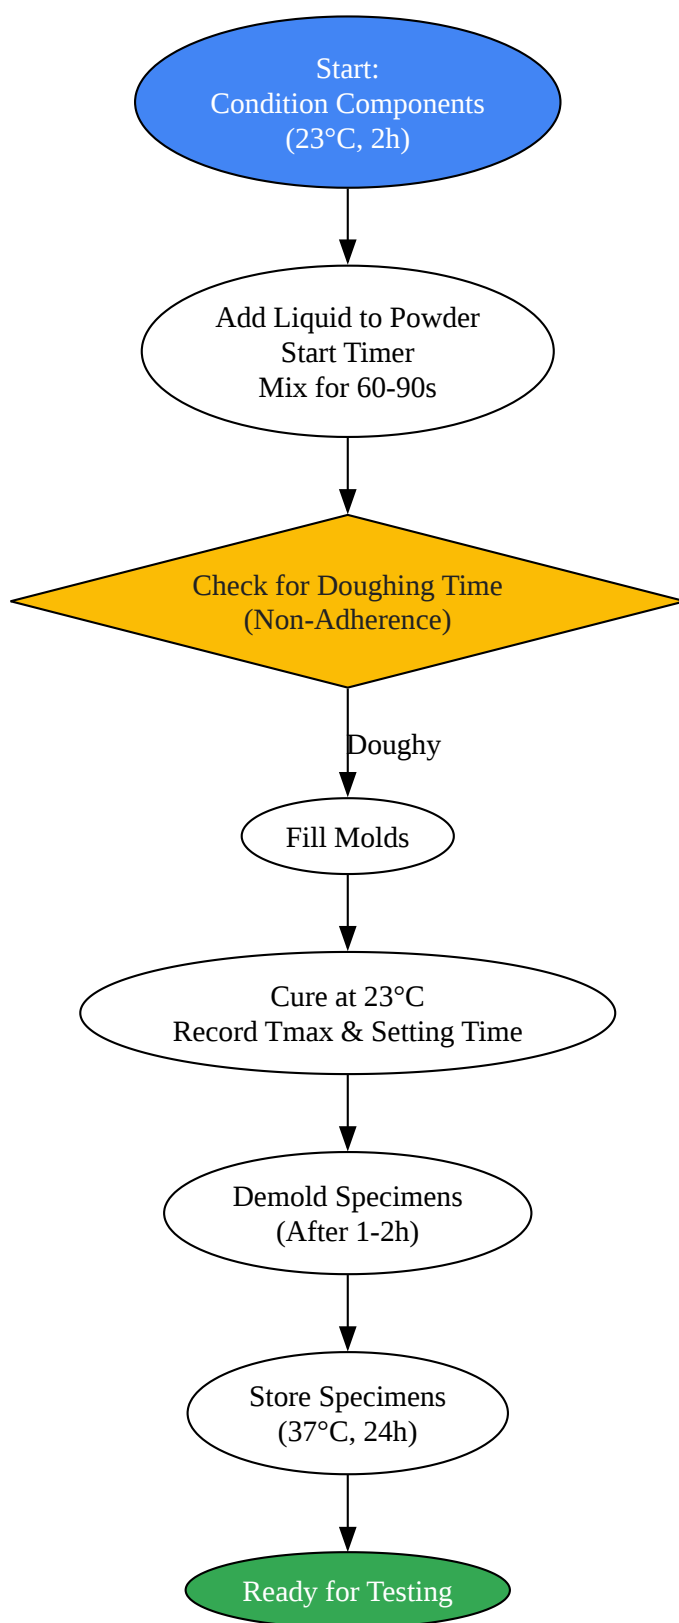 Start:
Condition Components
(23°C, 2h)
Add Liquid to Powder
Start Timer
Mix for 60-90s
Check for Doughing Time
(Non-Adherence)
Doughy
Fill Molds
Cure at 23°C
Record Tmax & Setting Time
Demold Specimens
(After 1-2h)
Store Specimens
(37°C, 24h)
Ready for Testing